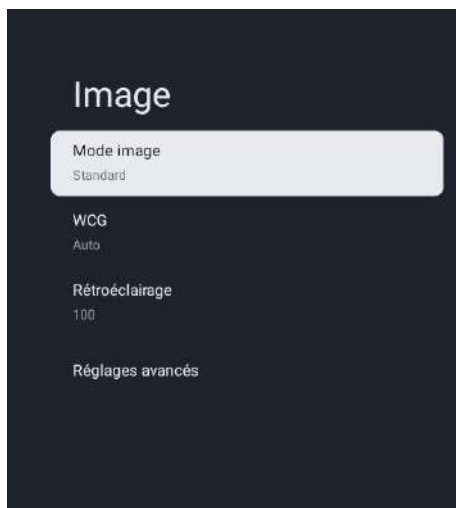 Image
Mode image
Standard
WCG
Auto
Rétroéclairage
100
Réglages avancés